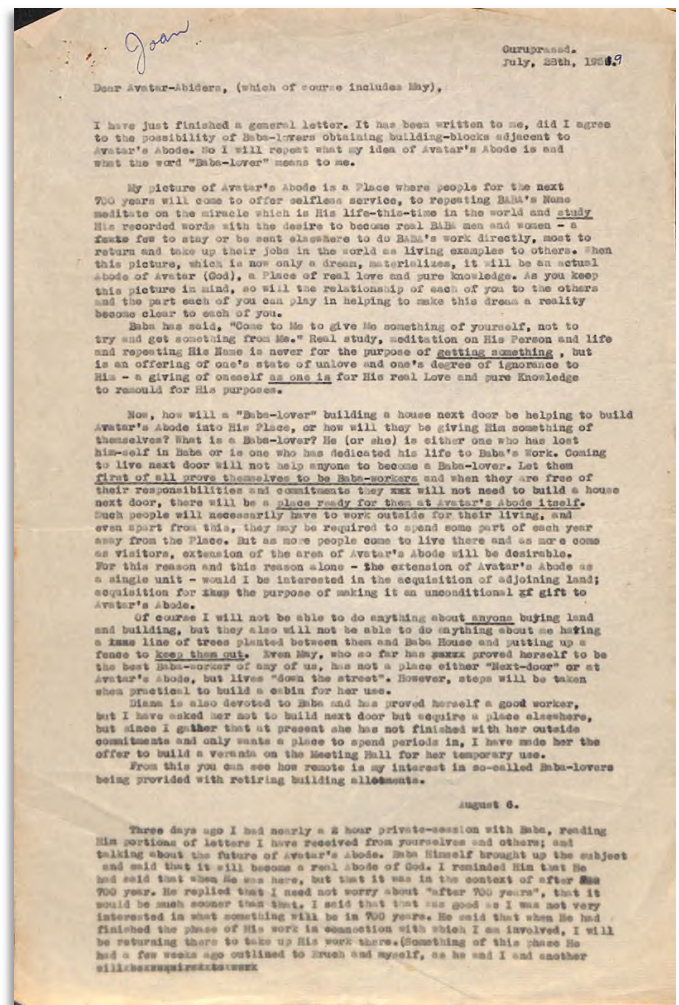 Joan
Guruprasad.
July, 28th, 1959.
Dear Avatar-Abiders, (which of course includes May),
I have just finished a general letter. It has been written to me, did I agree
to the possibility of Baba-lovers obtaining building-blocks adjacent to
Avatar's Abode. So I will repeat what my idea of Avatar's Abode is and
what the word "Baba-lover" means to me.
My picture of Avatar's Abode is a Place where people for the next
700 years will come to offer selfless service, to repeating BABA's Name
meditate on the miracle which is His life-this-time in the world and study
His recorded words with the desire to become real BABA men and women - a
few to stay or be sent elsewhere to do BABA's work directly, most to
return and take up their jobs in the world as living examples to others. When
this picture, which is now only a dream, materializes, it will be an actual
Abode of Avatar (God), a Place of real love and pure knowledge. As you keep
this picture in mind, so will the relationship of each of you to the others
and the part each of you can play in helping to make this dream a reality
become clear to each of you.
Baba has said, "Come to Me to give Me something of yourself, not to
try and get something from Me." Real study, meditation on His Person and life
and repeating His Name is never for the purpose of getting something , but
is an offering of one's state of unlove and one's degree of ignorance to
Him - a giving of oneself as one is for His real Love and pure Knowledge
to remould for His purposes.
Now, how will a "Baba-lover" building a house next door be helping to build
Avatar's Abode into His Place, or how will they be giving Him something of
themselves? What is a Baba-lover? He (or she) is either one who has lost
him-self in Baba or is one who has dedicated his life to Baba's Work. Coming
to live next door will not help anyone to become a Baba-lover. Let them
first of all prove themselves to be Baba-workers and when they are free of
their responsibilities and commitments they xxx will not need to build a house
next door, there will be a place ready for them at Avatar's Abode itself.
Such people will necessarily have to work outside for their living, and
even apart from this, they may be required to spend some part of each year
away from the Place. But as more people come to live there and as more come
as visitors, extension of the area of Avatar's Abode will be desirable.
For this reason and this reason alone - the extension of Avatar's Abode as
a single unit - would I be interested in the acquisition of adjoining land;
acquisition for the purpose of making it an unconditional gift to
Avatar's Abode.
Of course I will not be able to do anything about anyone buying land
and building, but they also will not be able to do anything about me having
a line of trees planted between them and Baba House and putting up a
fence to keep them out. Even May, who so far has xxxxx proved herself to be
the best Baba-worker of any of us, has not a place either "Next-door" or at
Avatar's Abode, but lives "down the street". However, steps will be taken
when practical to build a cabin for her use.
Diana is also devoted to Baba and has proved herself a good worker,
but I have asked her not to build next door but acquire a place elsewhere,
but since I gather that at present she has not finished with her outside
commitments and only wants a place to spend periods in, I have made her the
offer to build a veranta on the Meeting Hall for her temporary use.
From this you can see how remote is my interest in so-called Baba-lovers
being provided with retiring building allotments.
August 6.
Three days ago I had nearly a 2 hour private-session with Baba, reading
Him portions of letters I have received from yourselves and others; and
talking about the future of Avatar's Abode. Baba Himself brought up the subject
and said that it will become a real Abode of God. I reminded Him that He
had said that when He was here, but that it was in the context of after
700 year. He replied that I need not worry about "after 700 years", that it
would be much sooner than that. I said that that was good as I was not very
interested in what something will be in 700 years. He said that when He had
finished the phase of His work in connection with which I am involved, I will
be returning there to take up His work there.(Something of this phase He
had a few weeks ago outlined to Eruch and myself, as he and I and another